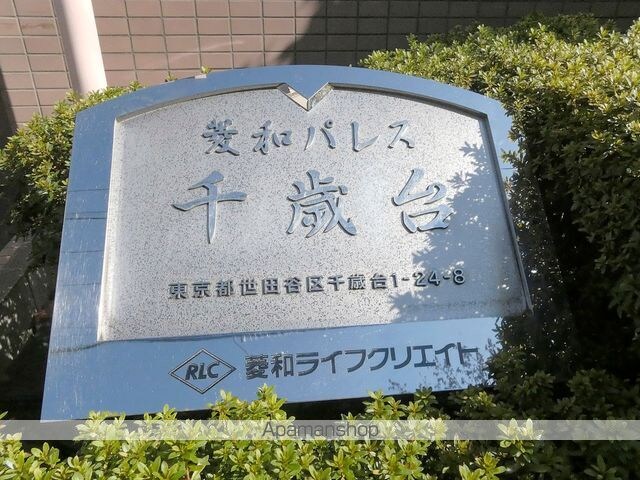 菱和パレス
千歳台
東京都世田谷区千歳台1-24-8
RLC 菱和ライフクリエイト
Apamanshop